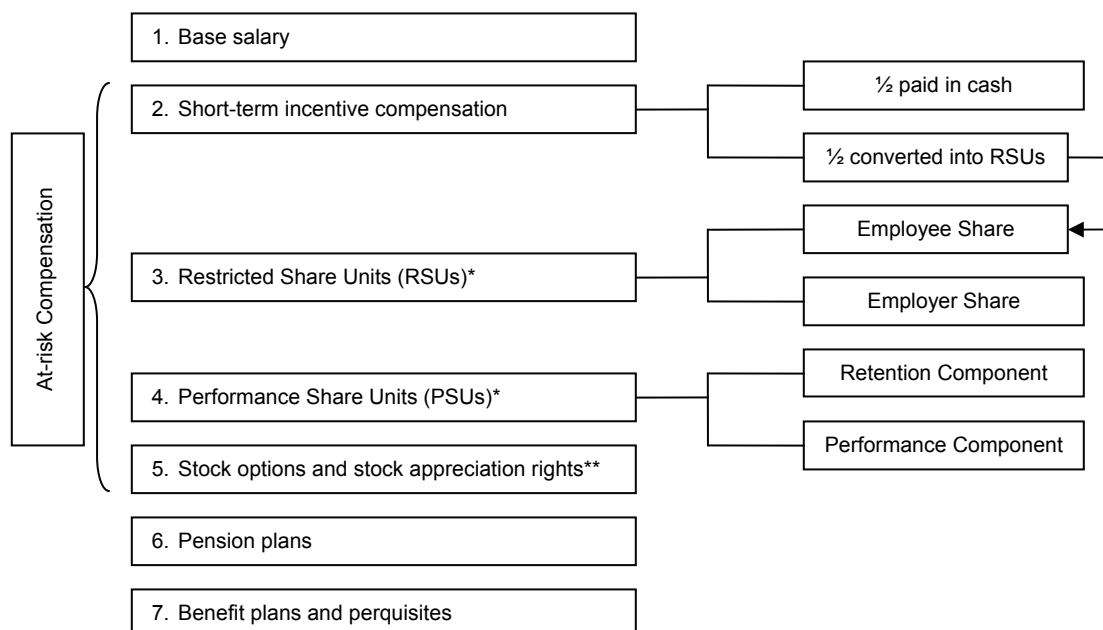 1. Base salary
2. Short-term incentive compensation
½ paid in cash
½ converted into RSUs
At-risk Compensation
3. Restricted Share Units (RSUs)*
Employee Share
Employer Share
4. Performance Share Units (PSUs)*
Retention Component
Performance Component
5. Stock options and stock appreciation rights**
6. Pension plans
7. Benefit plans and perquisites